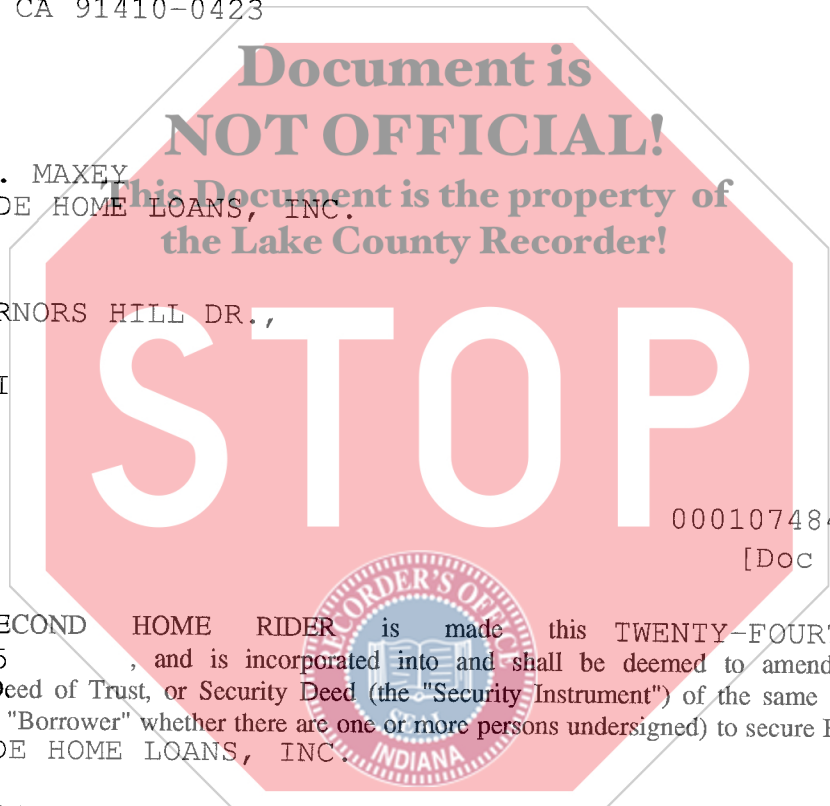 CA 91410-0423
Document is
NOT OFFICIAL!
. MAXEY
This Document is the property of
DE HOME LOANS, INC.
the Lake County Recorder!
RNORS HILL DR.,
STOP
I
00010748
[Doc
RECORDER'S OFFICE
ECOND HOME RIDER is made this TWENTY-FOURT
5 , and is incorporated into and shall be deemed to amend
Deed of Trust, or Security Deed (the "Security Instrument") of the same
"Borrower" whether there are one or more persons undersigned) to secure
DE HOME LOANS, INC.
SEAL
INDIANA